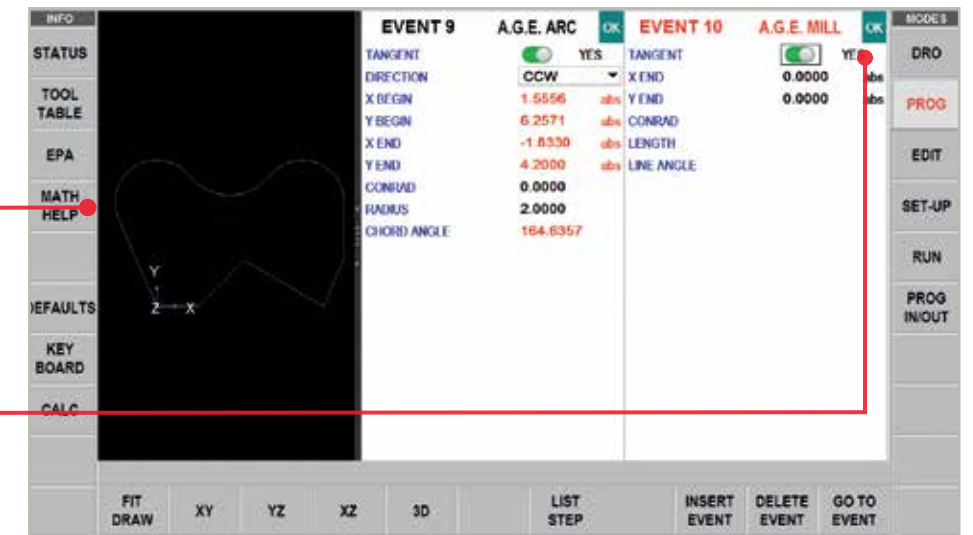 INFO
STATUS
TOOL
TABLE
EPA
MATH
HELP
DEFAULTS
KEY
BOARD
CALC
Y
Z X
EVENT 9 A.G.E. ARC OK
TANGENT YES
DIRECTION CCW
X BEGIN 1.5556 abs
Y BEGIN 6.2571 abs
X END -1.8330 abs
Y END 4.2000 abs
CONRAD 0.0000
RADIUS 2.0000
CHORD ANGLE 164.6357
EVENT 10 A.G.E. MILL OK
TANGENT YES
X END 0.0000 abs
Y END 0.0000 abs
CONRAD
LENGTH
LINE ANGLE
MODES
DRO
PROG
EDIT
SET-UP
RUN
PROG
IN/OUT
FIT
DRAW
XY
YZ
XZ
3D
LIST
STEP
INSERT
EVENT
DELETE
EVENT
GO TO
EVENT